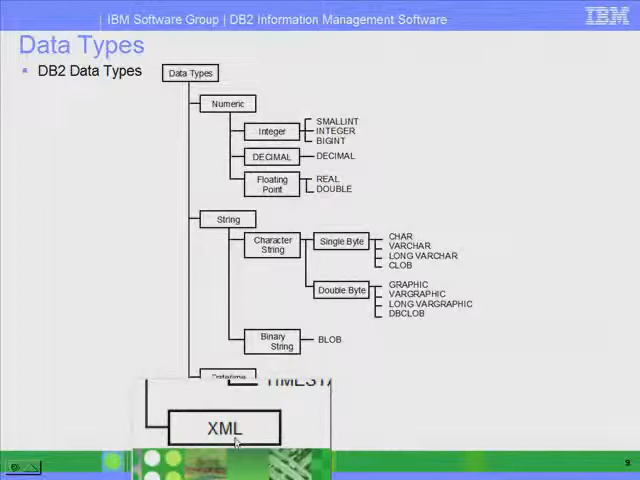 IBM Software Group | DB2 Information Management Software
IBM
Data Types
DB2 Data Types
Data Types
Numeric
Integer
SMALLINT
INTEGER
BIGINT
DECIMAL
DECIMAL
Floating
Point
REAL
DOUBLE
String
Character
String
Single Byte
CHAR
VARCHAR
LONG VARCHAR
CLOB
Double Byte
GRAPHIC
VARGRAPHIC
LONG VARGRAPHIC
DBCLOB
Binary
String
BLOB
XML
9